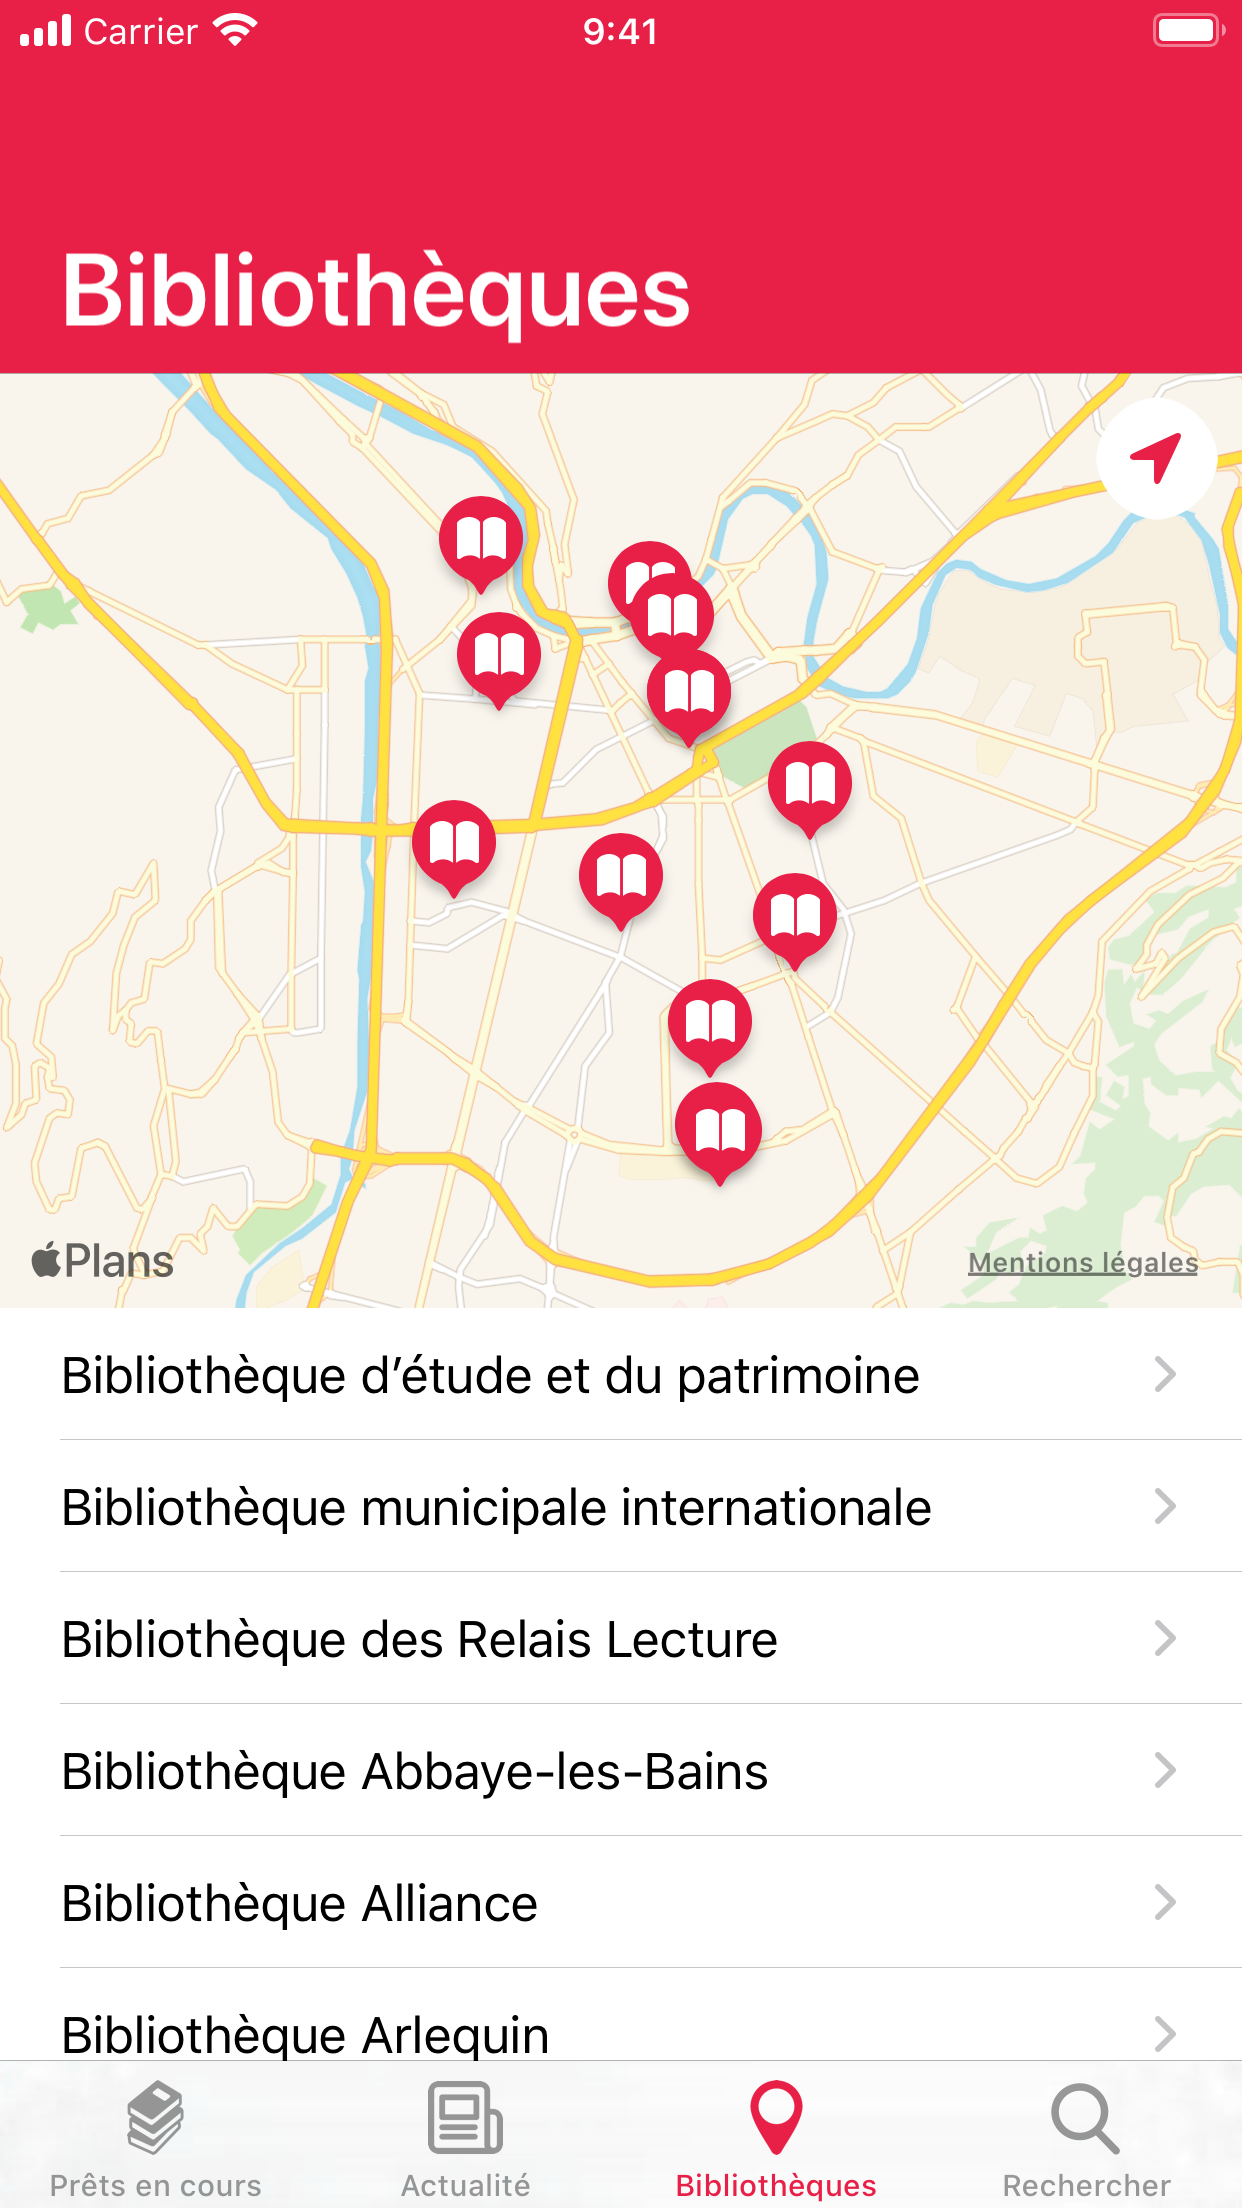 Carrier 9:41
Bibliothèques
Plans
Mentions légales
Bibliothèque d’étude et du patrimoine
Bibliothèque municipale internationale
Bibliothèque des Relais Lecture
Bibliothèque Abbaye-les-Bains
Bibliothèque Alliance
Bibliothèque Arlequin
Prêts en cours Actualité Bibliothèques Rechercher